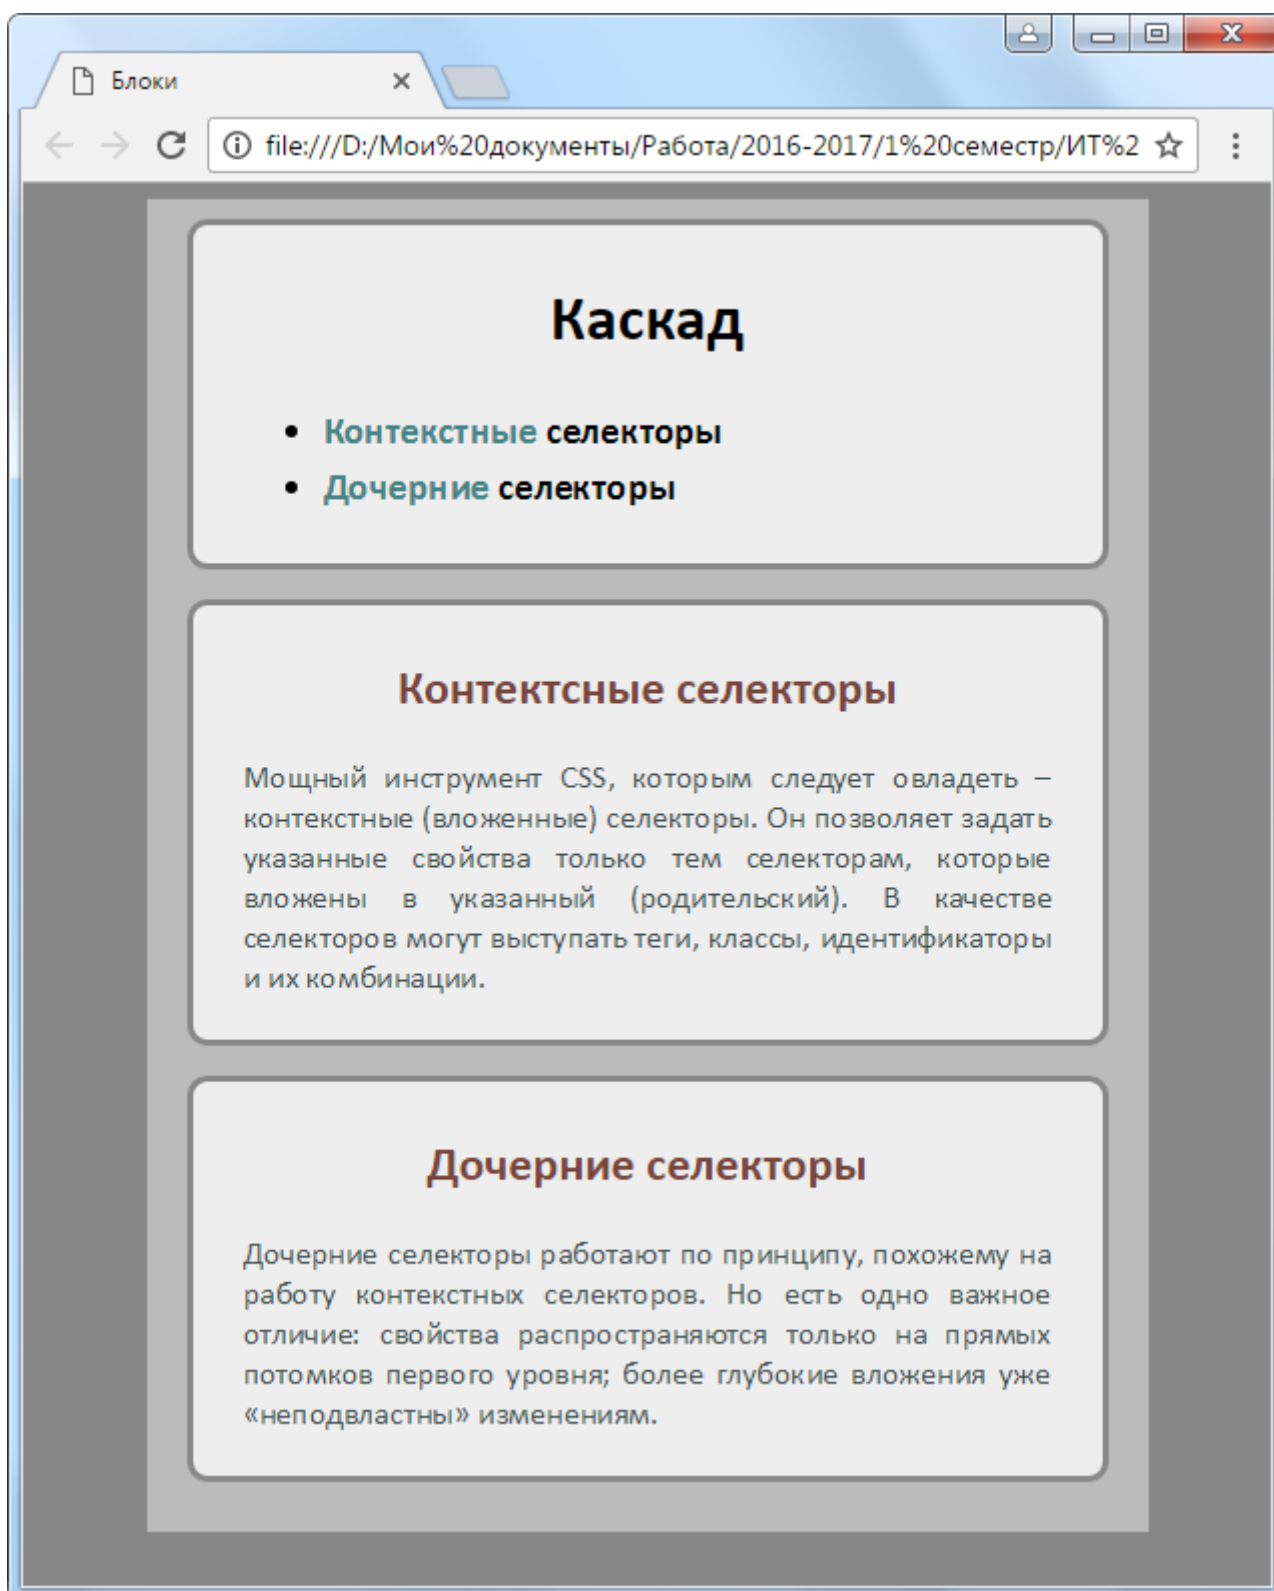 Блоки
file:///D:/Мои%20документы/Работа/2016-2017/1%20семестр/ИТ%2
Каскад
• Контекстные селекторы
• Дочерние селекторы
Контектсные селекторы
Мощный инструмент CSS, которым следует овладеть –
контекстные (вложенные) селекторы. Он позволяет задать
указанные свойства только тем селекторам, которые
вложены в указанный (родительский). В качестве
селекторов могут выступать теги, классы, идентификаторы
и их комбинации.
Дочерние селекторы
Дочерние селекторы работают по принципу, похожему на
работу контекстных селекторов. Но есть одно важное
отличие: свойства распространяются только на прямых
потомков первого уровня; более глубокие вложения уже
«неподвластны» изменениям.